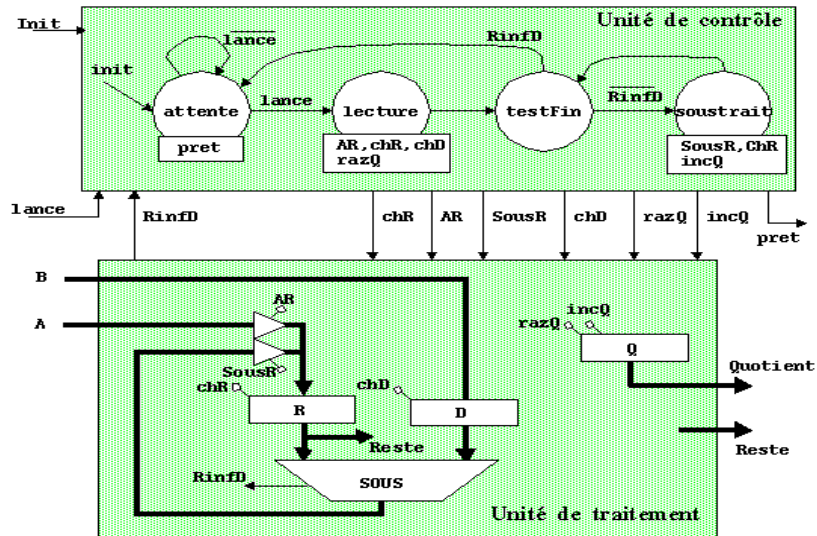 Init
Unité de contrôle
lance
RinfD
init
attente
lance
lecture
testFin
RinfD
soustrait
pret
AR,chR,chD
razQ
SousR,ChR
incQ
lance
RinfD
chR
AR
SousR
chD
razQ
incQ
pret
B
AR
A
incQ
razQ
Q
SousR
chR
chD
Quotient
R
D
Reste
Reste
RinfD
SOUS
Unité de traitement